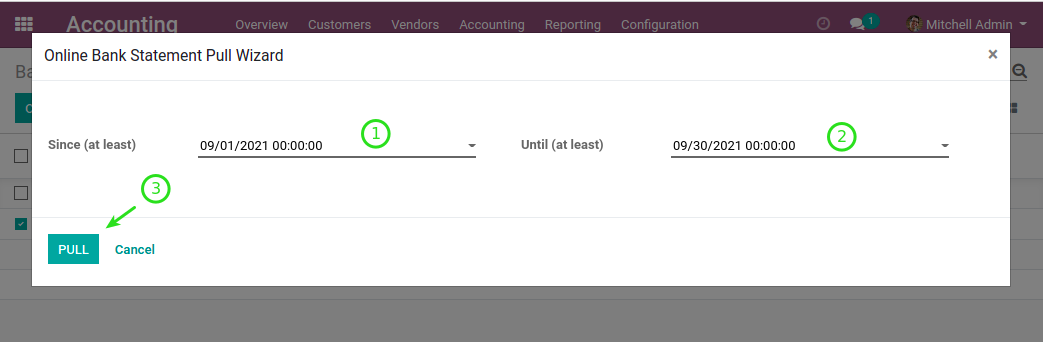 Accounting Overview Customers Vendors Accounting Reporting Configuration 1 Mitchell Admin
Online Bank Statement Pull Wizard ×
Since (at least) 09/01/2021 00:00:00 1 Until (at least) 09/30/2021 00:00:00 2
3
PULL Cancel